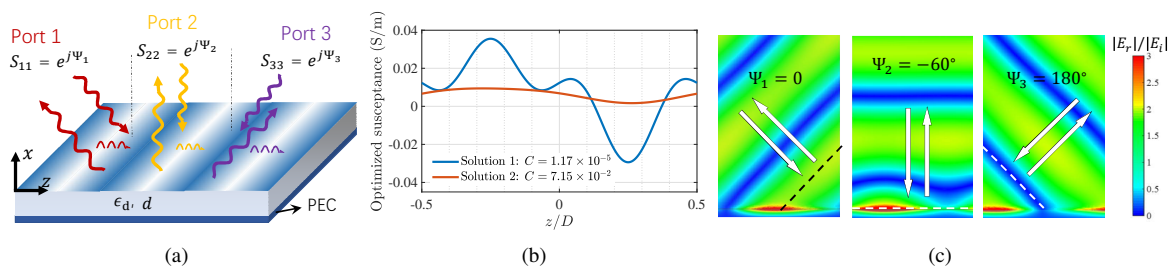 Port 1
Port 2
Port 3
S₁₁ = e^{jΨ₁}
S₂₂ = e^{jΨ₂}
S₃₃ = e^{jΨ₃}
x
z
ϵ_d, d
PEC
(a)
Optimized susceptance (S/m)
0.04
0.02
0
-0.02
-0.04
Solution 1: C = 1.17 × 10⁻⁵
Solution 2: C = 7.15 × 10⁻²
-0.5
0
0.5
z/D
(b)
|E_r|/|E_i|
Ψ₁ = 0
Ψ₂ = −60°
Ψ₃ = 180°
3
2.5
2
1.5
1
0.5
0
(c)